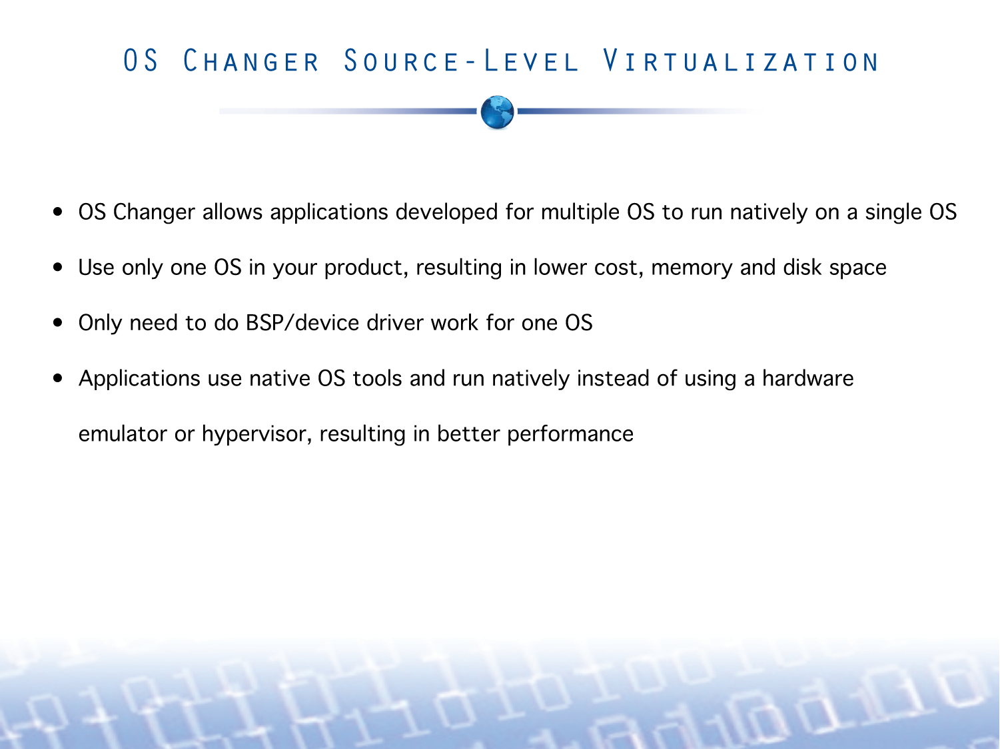 OS Changer Source-Level Virtualization
• OS Changer allows applications developed for multiple OS to run natively on a single OS
• Use only one OS in your product, resulting in lower cost, memory and disk space
• Only need to do BSP/device driver work for one OS
• Applications use native OS tools and run natively instead of using a hardware
emulator or hypervisor, resulting in better performance